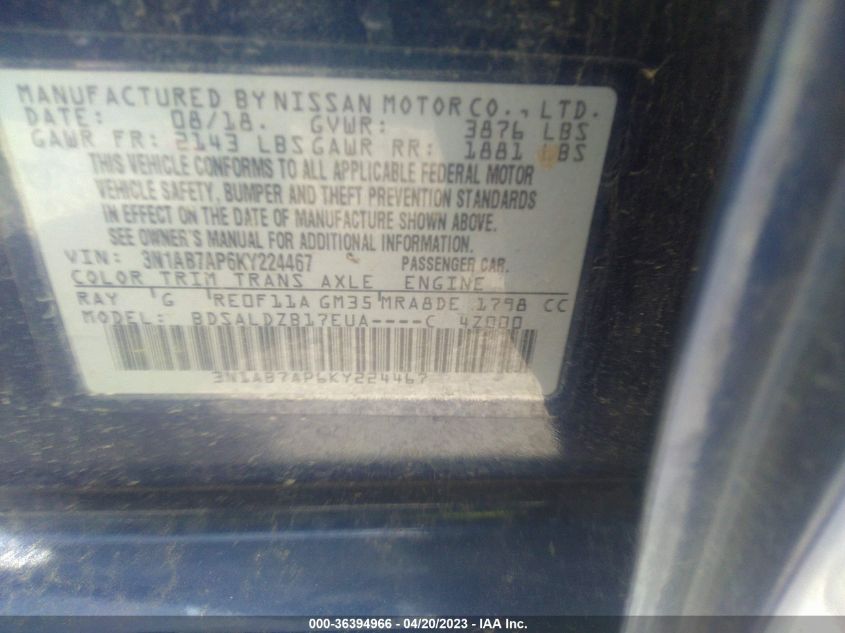 MANUFACTURED BY NISSAN MOTOR CO., LTD.
DATE: 08/18. GVWR: 3876 LBS
GAWR FR: 2143 LBS GAWR RR: 1881 LBS
THIS VEHICLE CONFORMS TO ALL APPLICABLE FEDERAL MOTOR
VEHICLE SAFETY, BUMPER AND THEFT PREVENTION STANDARDS
IN EFFECT ON THE DATE OF MANUFACTURE SHOWN ABOVE.
SEE OWNER'S MANUAL FOR ADDITIONAL INFORMATION.
VIN: 3N1AB7AP6KY224467 PASSENGER CAR.
COLOR TRIM TRANS AXLE ENGINE
RAY 'G 'RE0F11A GM35 'MRA8DE 1798 CC
MODEL: BDSALDZB17EUA----C 4Z000
3N1AB7AP6KY224467
000-36394966 - 04/20/2023 - IAA Inc.